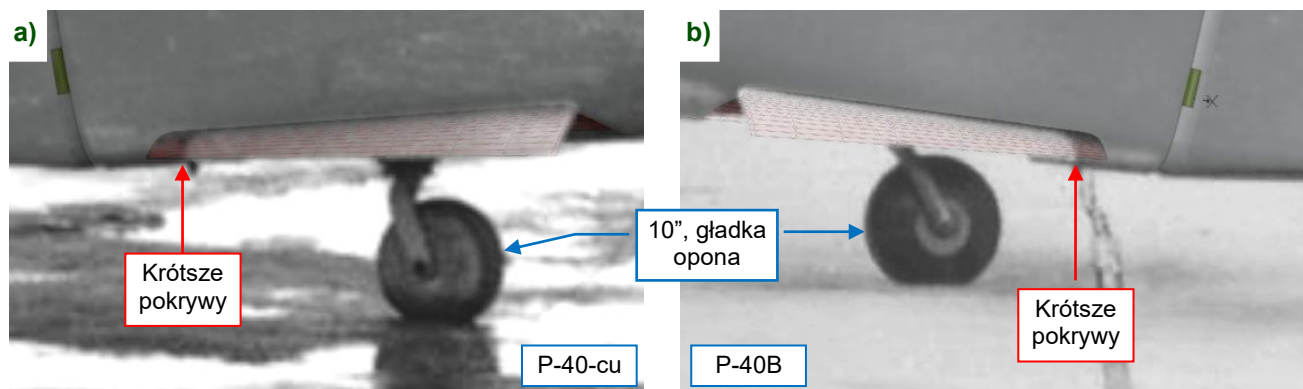 a)
b)
10”, gładka
opona
Krótsze
pokrywy
Krótsze
pokrywy
P-40-cu
P-40B